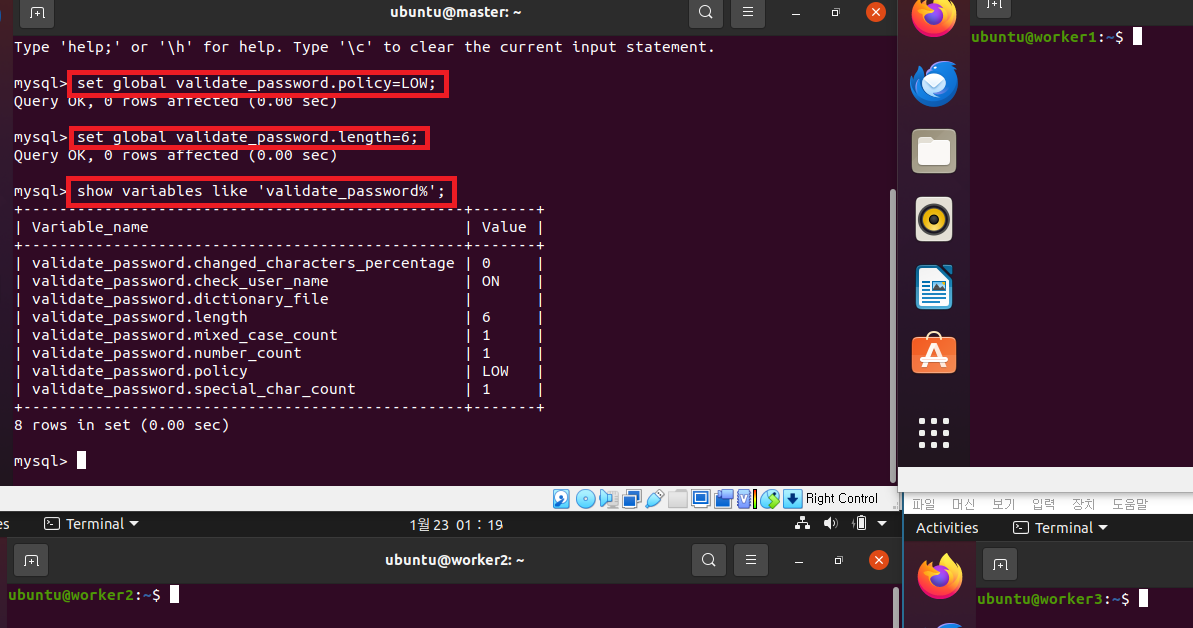 ubuntu@master: ~
Type 'help;' or '\h' for help. Type '\c' to clear the current input statement.
mysql> set global validate_password.policy=LOW;
Query OK, 0 rows affected (0.00 sec)
mysql> set global validate_password.length=6;
Query OK, 0 rows affected (0.00 sec)
mysql> show variables like 'validate_password%';
+-------------------------------------------------+-------+
| Variable_name | Value |
+-------------------------------------------------+-------+
| validate_password.changed_characters_percentage | 0 |
| validate_password.check_user_name | ON |
| validate_password.dictionary_file | |
| validate_password.length | 6 |
| validate_password.mixed_case_count | 1 |
| validate_password.number_count | 1 |
| validate_password.policy | LOW |
| validate_password.special_char_count | 1 |
+-------------------------------------------------+-------+
8 rows in set (0.00 sec)
mysql>
Right Control
es Terminal 1월 23 01 : 19
ubuntu@worker2: ~
ubuntu@worker2:~$
ubuntu@worker1:~$
파일 머신 보기 입력 장치 도움말
Activities Terminal
ubuntu@worker3:~$